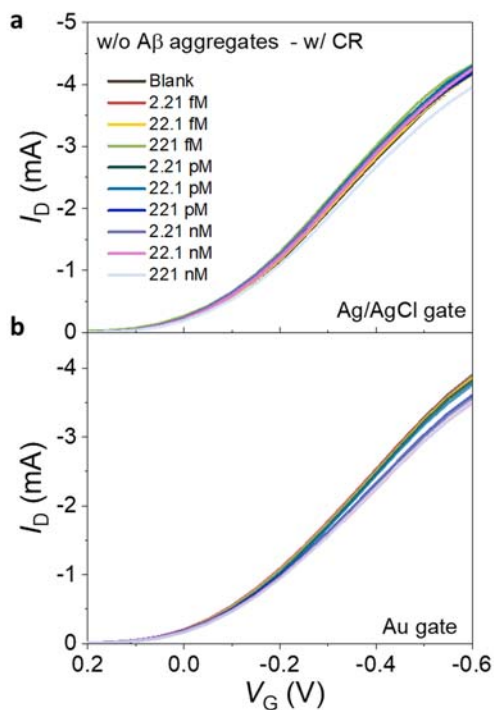 a
w/o Aβ aggregates - w/ CR
Blank
2.21 fM
22.1 fM
221 fM
2.21 pM
22.1 pM
221 pM
2.21 nM
22.1 nM
221 nM
Ag/AgCl gate
-5
-4
-3
-2
-1
0
I_D (mA)
b
Au gate
-4
-3
-2
-1
0
I_D (mA)
0.2 0.0 -0.2 -0.4 -0.6
V_G (V)